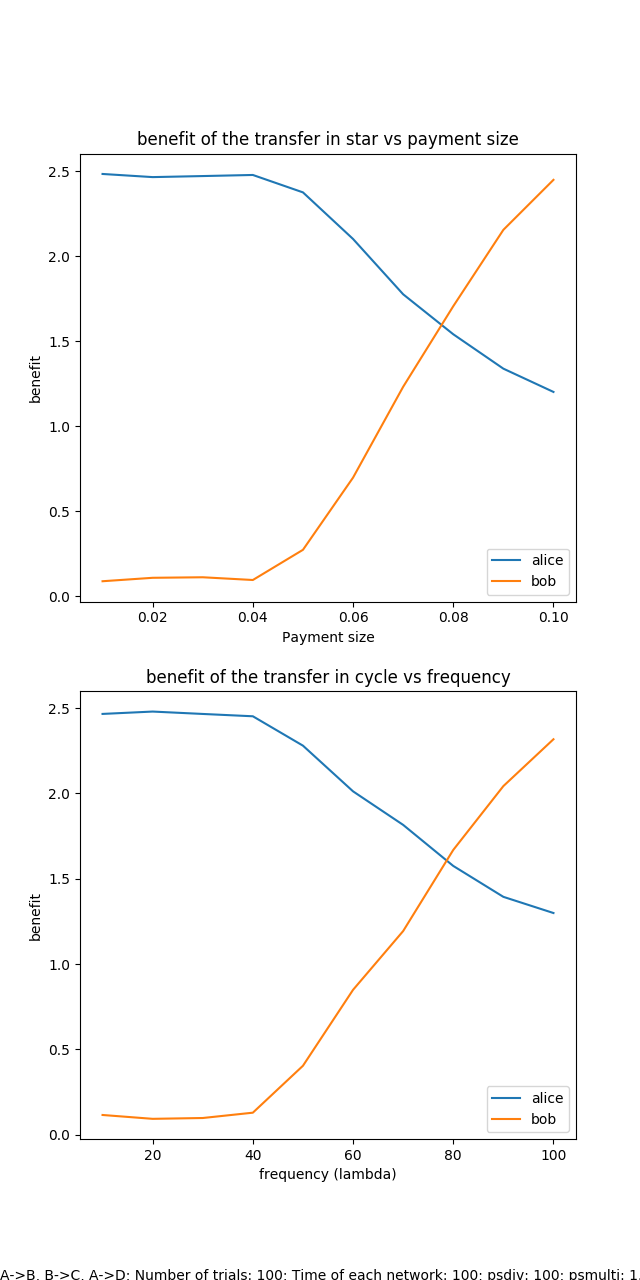 benefit of the transfer in star vs payment size
2.5
2.0
1.5
1.0
0.5
0.0
benefit
alice
bob
0.02 0.04 0.06 0.08 0.10
Payment size
benefit of the transfer in cycle vs frequency
2.5
2.0
1.5
1.0
0.5
0.0
benefit
alice
bob
20 40 60 80 100
frequency (lambda)
A->B, B->C, A->D; Number of trials: 100; Time of each network: 100; psdiv: 100; psmulti: 1